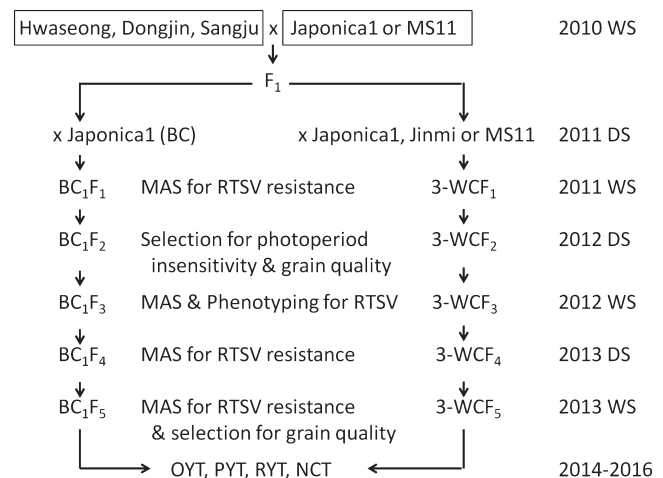 Hwaseong, Dongjin, Sangju x Japonica1 or MS11 2010 WS
F1
x Japonica1 (BC) x Japonica1, Jinmi or MS11 2011 DS
BC1F1 MAS for RTSV resistance 3-WCF1 2011 WS
BC1F2 Selection for photoperiod 3-WCF2 2012 DS
insensitivity & grain quality
BC1F3 MAS & Phenotyping for RTSV 3-WCF3 2012 WS
BC1F4 MAS for RTSV resistance 3-WCF4 2013 DS
BC1F5 MAS for RTSV resistance 3-WCF5 2013 WS
& selection for grain quality
OYT, PYT, RYT, NCT 2014-2016